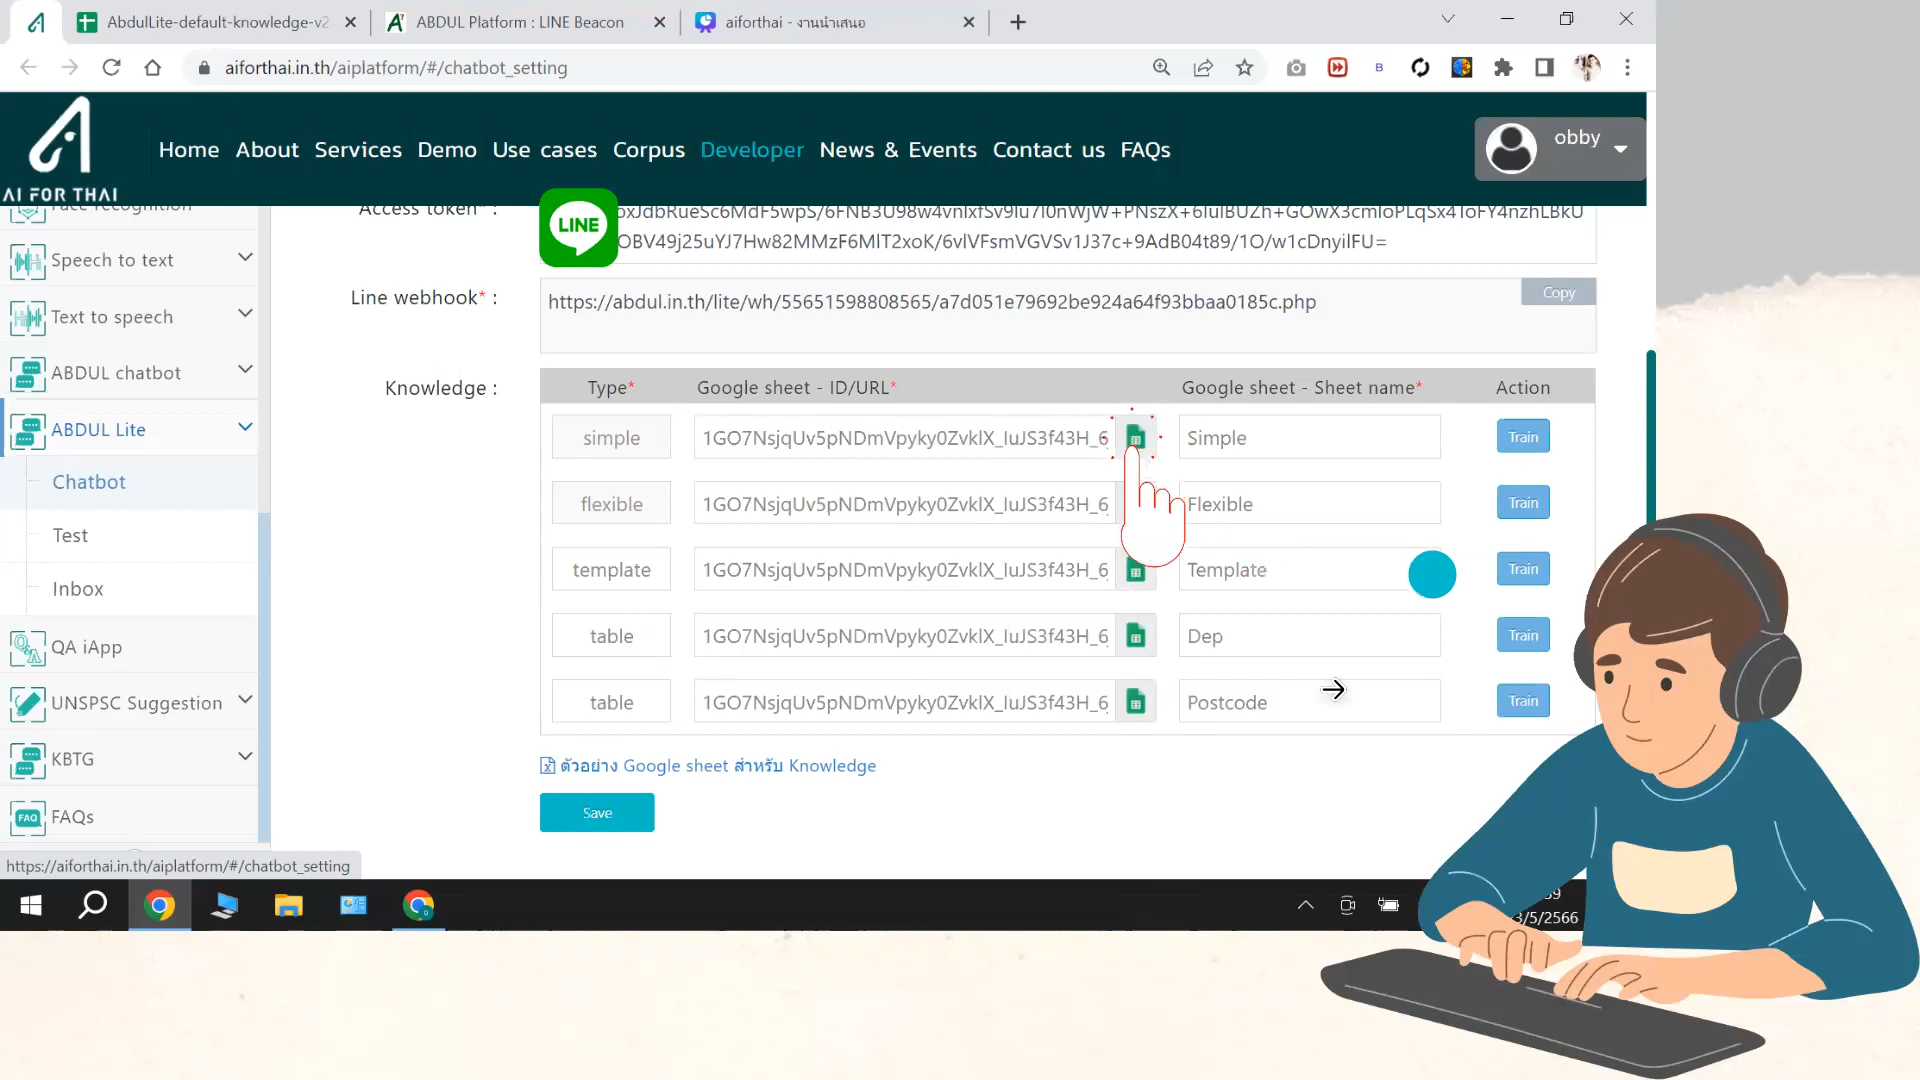 AbdulLite-default-knowledge-v2
ABDUL Platform : LINE Beacon
aiforthai - งานนำเสนอ
aiforthai.in.th/aiplatform/#/chatbot_setting
B
AI FOR THAI
Home About Services Demo Use cases Corpus Developer News & Events Contact us FAQs
obby
Access token* :
LINE
OBV49j25uYJ7Hw82MMzF6MlT2xoK/6vlVFsmVGVSv1J37c+9AdB04t89/1O/w1cDnyilFU=
Line webhook* :
https://abdul.in.th/lite/wh/55651598808565/a7d051e79692be924a64f93bbaa0185c.php
Copy
Knowledge :
Type* Google sheet - ID/URL* Google sheet - Sheet name* Action
simple 1GO7NsjqUv5pNDmVpyky0ZvklX_IuJS3f43H_6 Simple Train
flexible 1GO7NsjqUv5pNDmVpyky0ZvklX_IuJS3f43H_6 Flexible Train
template 1GO7NsjqUv5pNDmVpyky0ZvklX_IuJS3f43H_6 Template Train
table 1GO7NsjqUv5pNDmVpyky0ZvklX_IuJS3f43H_6 Dep Train
table 1GO7NsjqUv5pNDmVpyky0ZvklX_IuJS3f43H_6 Postcode Train
ตัวอย่าง Google sheet สำหรับ Knowledge
Save
Face recognition
Speech to text
Text to speech
ABDUL chatbot
ABDUL Lite
Chatbot
Test
Inbox
QA iApp
UNSPSC Suggestion
KBTG
FAQ
FAQs
https://aiforthai.in.th/aiplatform/#/chatbot_setting
3/5/2566